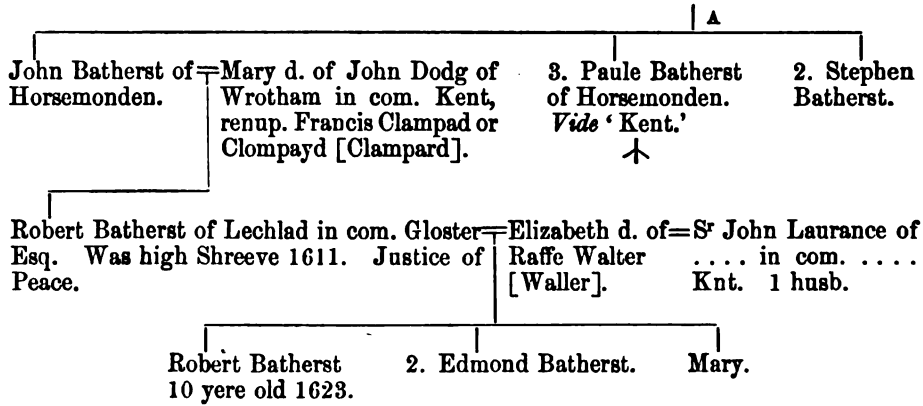 A
John Batherst of
Horsemonden.
Mary d. of John Dodg of
Wrotham in com. Kent,
renup. Francis Clampad or
Clompayd [Clampard].
3. Paule Batherst
of Horsemonden.
Vide ‘ Kent.’
2. Stephen
Batherst.
Robert Batherst of Lechlad in com. Gloster
Esq. Was high Shreeve 1611. Justice of
Peace.
Elizabeth d. of
Raffe Walter
[Waller].
Sr John Laurance of
. . . . in com. . . . .
Knt. 1 husb.
Robert Batherst
10 yere old 1623.
2. Edmond Batherst.
Mary.